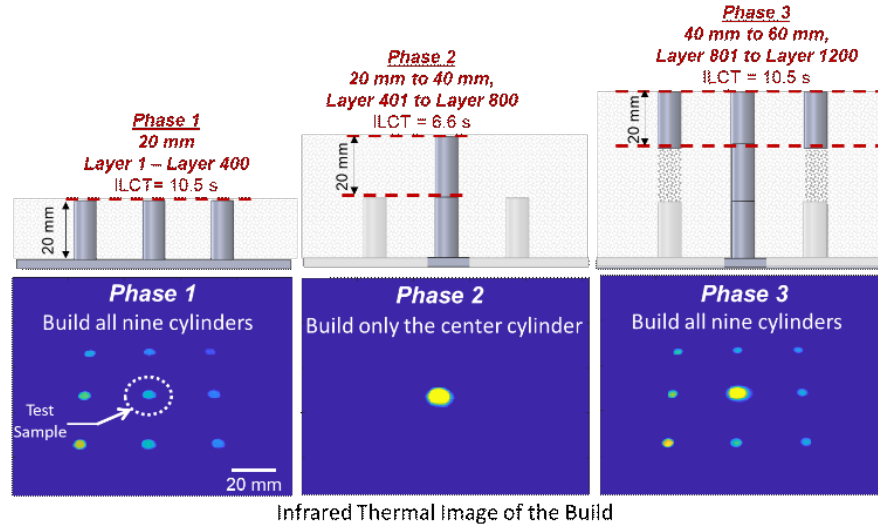 Phase 1
20 mm
Layer 1 – Layer 400
ILCT= 10.5 s
20 mm
Phase 2
20 mm to 40 mm,
Layer 401 to Layer 800
ILCT = 6.6 s
20 mm
Phase 3
40 mm to 60 mm,
Layer 801 to Layer 1200
ILCT = 10.5 s
20 mm
Phase 1
Build all nine cylinders
Test
Sample
20 mm
Phase 2
Build only the center cylinder
Phase 3
Build all nine cylinders
Infrared Thermal Image of the Build